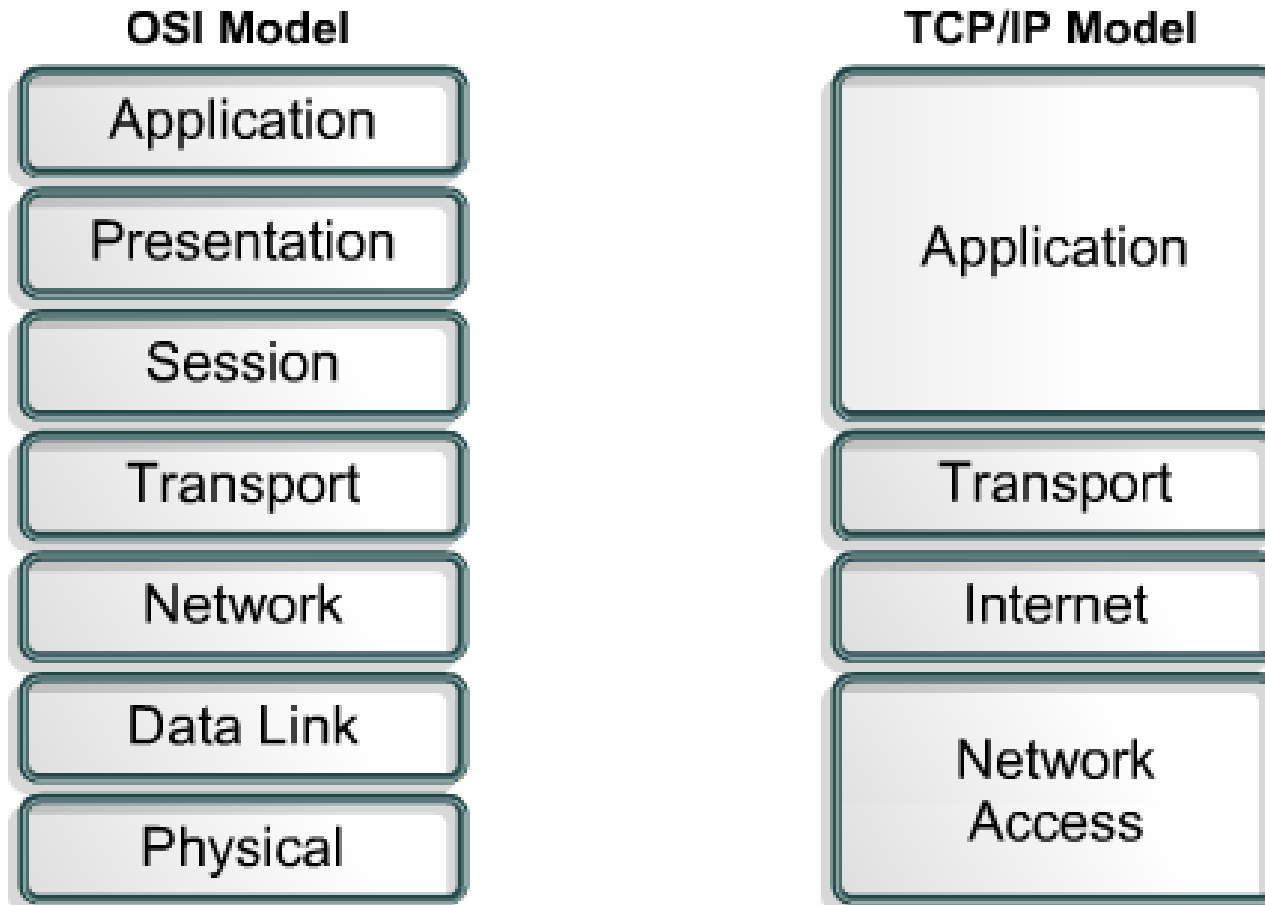 OSI Model
Application
Presentation
Session
Transport
Network
Data Link
Physical
TCP/IP Model
Application
Transport
Internet
Network
Access